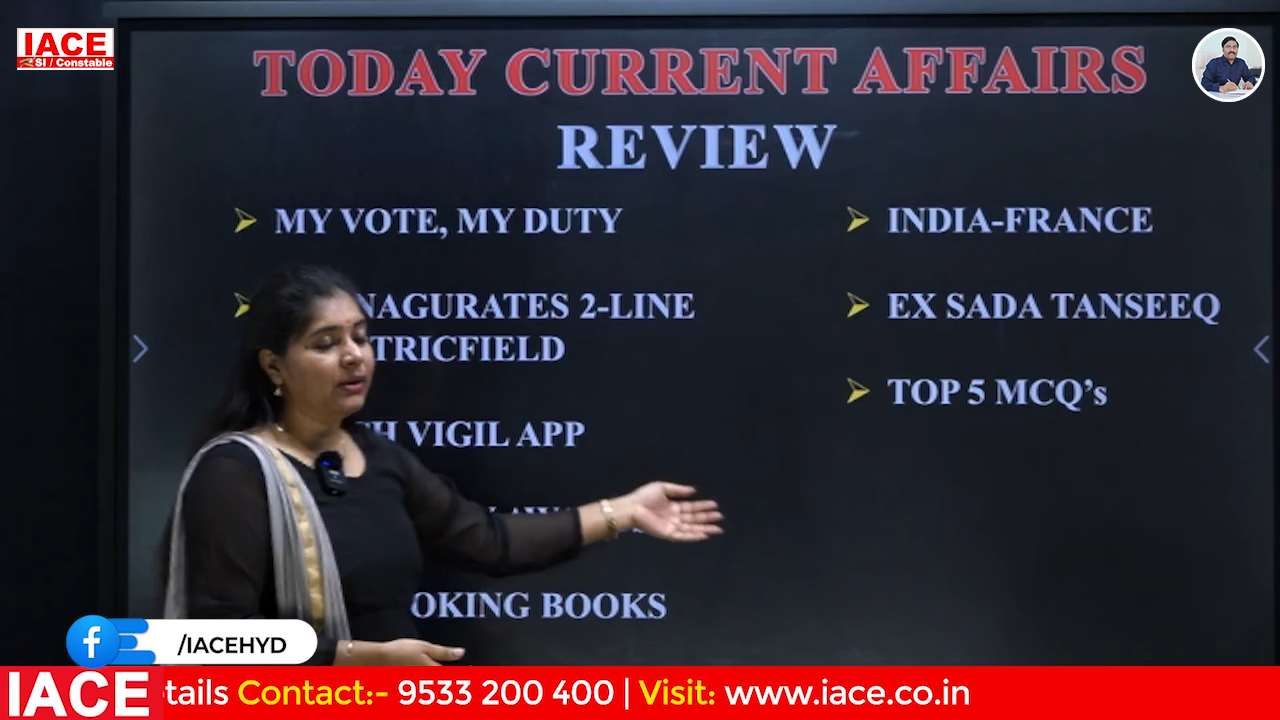 IACE
SI / Constable
TODAY CURRENT AFFAIRS
REVIEW
MY VOTE, MY DUTY
NAGURATES 2-LINE
TRICFIELD
VIGIL APP
OKING BOOKS
INDIA-FRANCE
EX SADA TANSEEQ
TOP 5 MCQ's
/IACEHYD
IACE tails Contact:- 9533 200 400 | Visit: www.iace.co.in